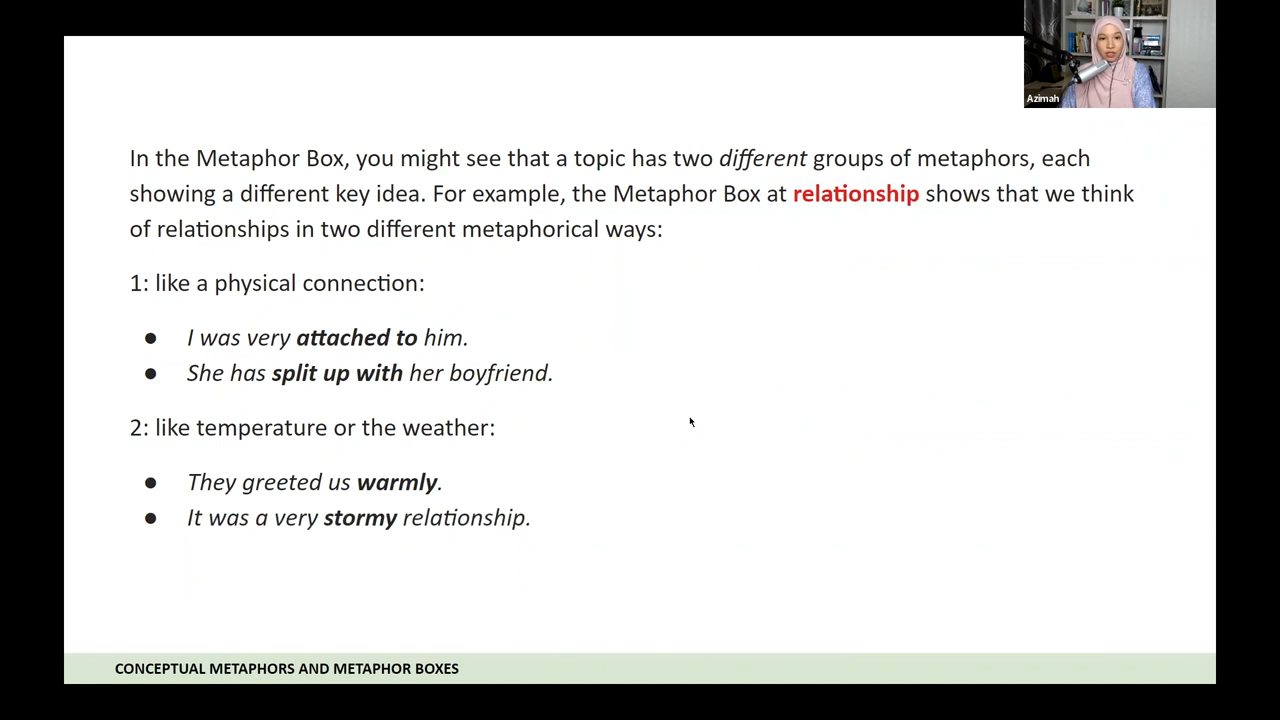 Azimah
In the Metaphor Box, you might see that a topic has two different groups of metaphors, each
showing a different key idea. For example, the Metaphor Box at relationship shows that we think
of relationships in two different metaphorical ways:
1: like a physical connection:
● I was very attached to him.
● She has split up with her boyfriend.
2: like temperature or the weather:
● They greeted us warmly.
● It was a very stormy relationship.
CONCEPTUAL METAPHORS AND METAPHOR BOXES